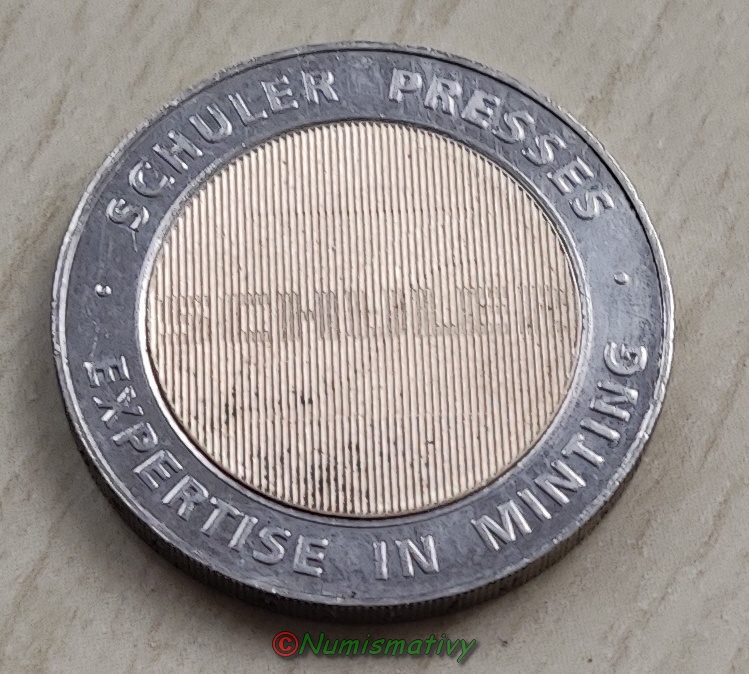 SCHULER PRESSES
EXPERTISE IN MINTING
©Numismativy